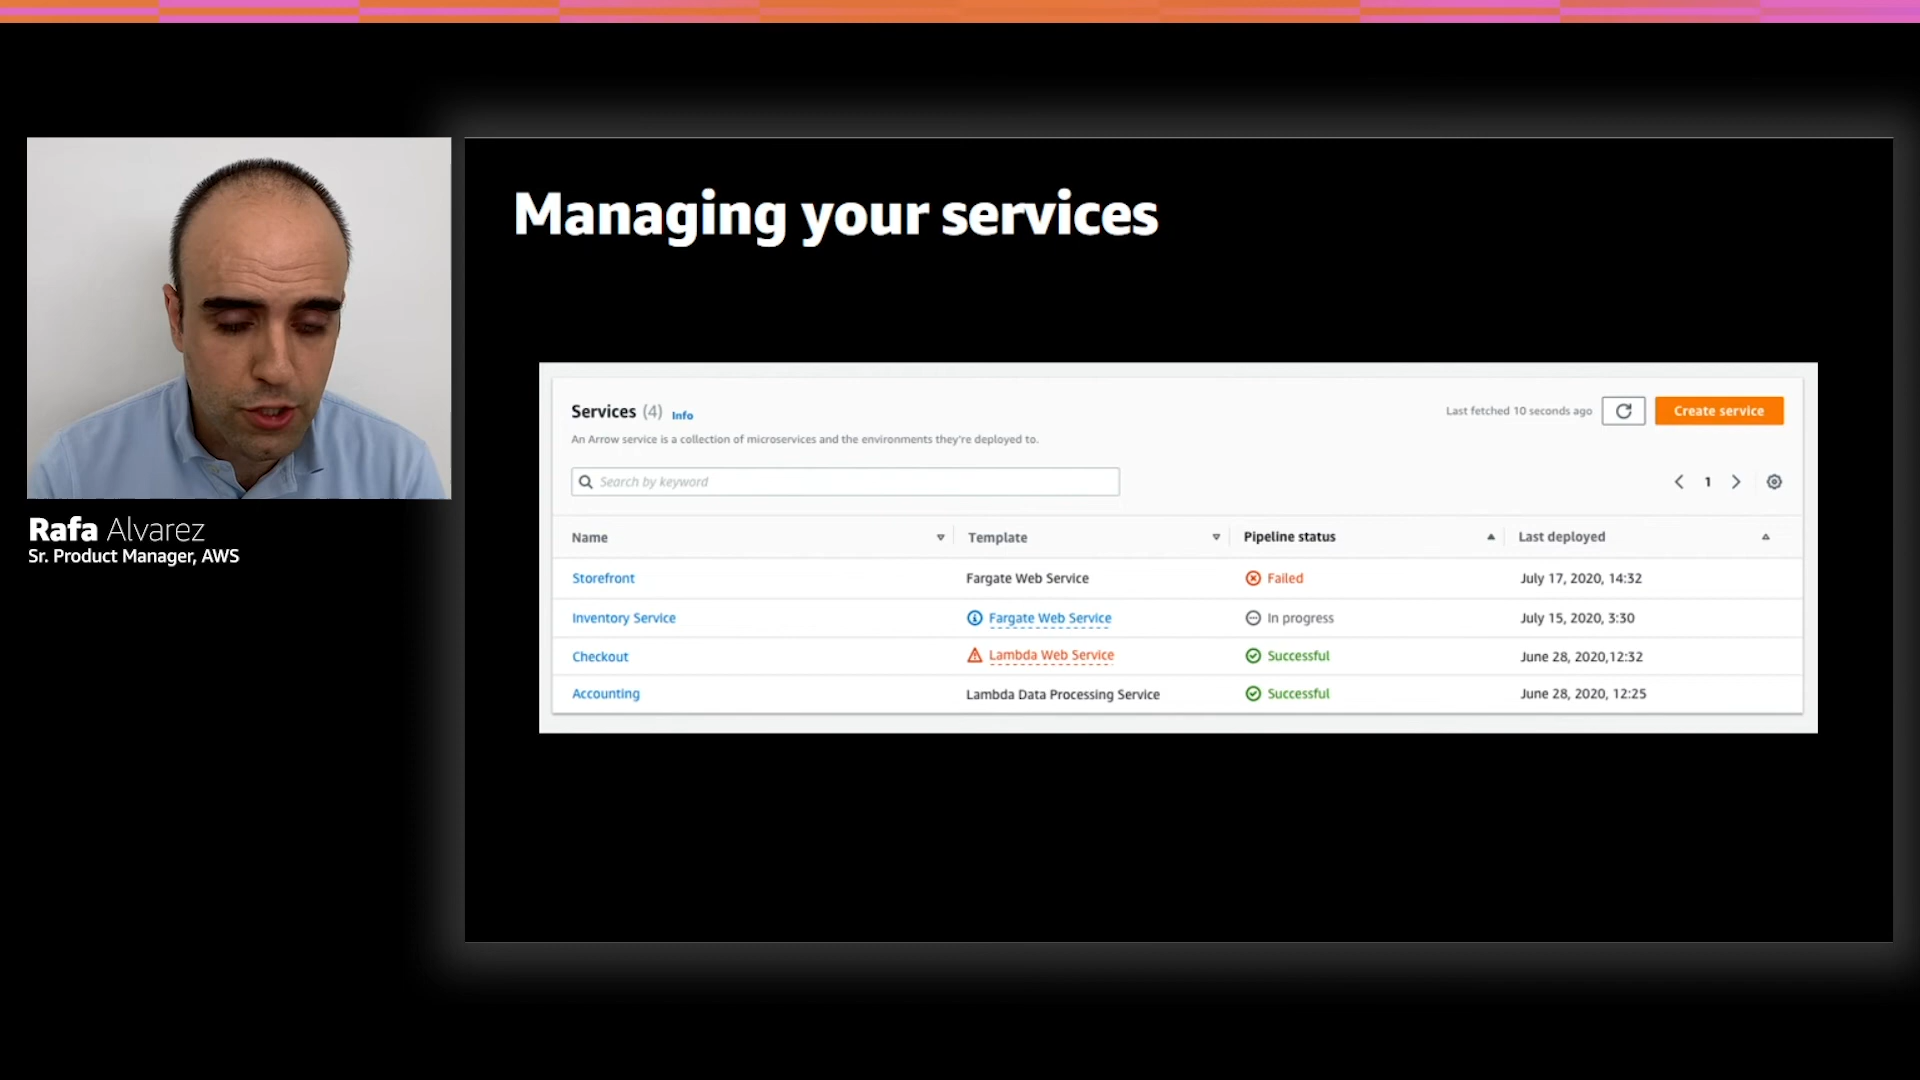 Managing your services
Rafa Alvarez
Sr. Product Manager, AWS
Services (4) Info
Last fetched 10 seconds ago
Create service
An Arrow service is a collection of microservices and the environments they're deployed to.
Search by keyword
1
Name Template Pipeline status Last deployed
Storefront Fargate Web Service Failed July 17, 2020, 14:32
Inventory Service Fargate Web Service In progress July 15, 2020, 3:30
Checkout Lambda Web Service Successful June 28, 2020,12:32
Accounting Lambda Data Processing Service Successful June 28, 2020, 12:25